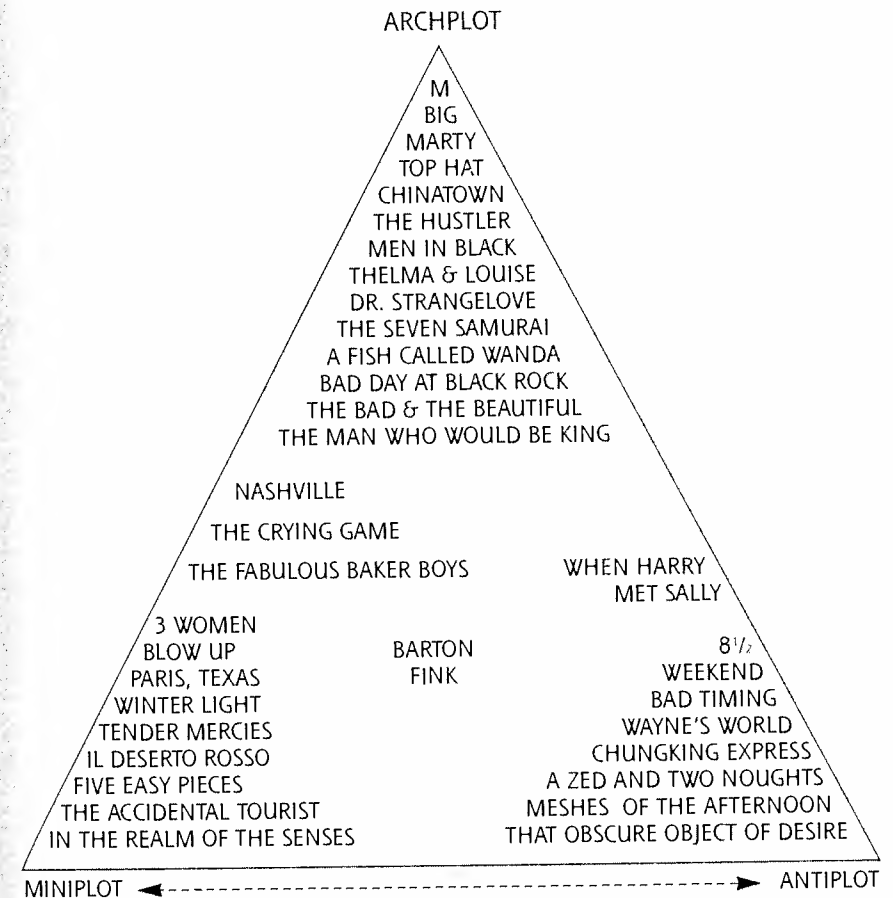 ARCHPLOT
M
BIG
MARTY
TOP HAT
CHINATOWN
THE HUSTLER
MEN IN BLACK
THELMA & LOUISE
DR. STRANGELOVE
THE SEVEN SAMURAI
A FISH CALLED WANDA
BAD DAY AT BLACK ROCK
THE BAD & THE BEAUTIFUL
THE MAN WHO WOULD BE KING
NASHVILLE
THE CRYING GAME
THE FABULOUS BAKER BOYS
WHEN HARRY
MET SALLY
3 WOMEN
BLOW UP
PARIS, TEXAS
WINTER LIGHT
TENDER MERCIES
IL DESERTO ROSSO
FIVE EASY PIECES
THE ACCIDENTAL TOURIST
IN THE REALM OF THE SENSES
BARTON
FINK
8½
WEEKEND
BAD TIMING
WAYNE'S WORLD
CHUNGKING EXPRESS
A ZED AND TWO NOUGHTS
MESHES OF THE AFTERNOON
THAT OBSCURE OBJECT OF DESIRE
MINIPLOT
ANTIPLOT